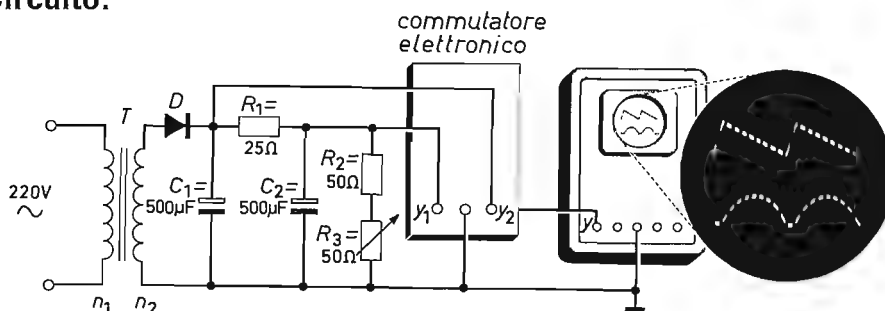 circuito:
commutatore
elettronico
T
D
R₁=
25Ω
R₂=
50Ω
220V
C₁=
500µF
C₂=
500µF
R₃=
50Ω
y₁
y₂
y
n₁
n₂